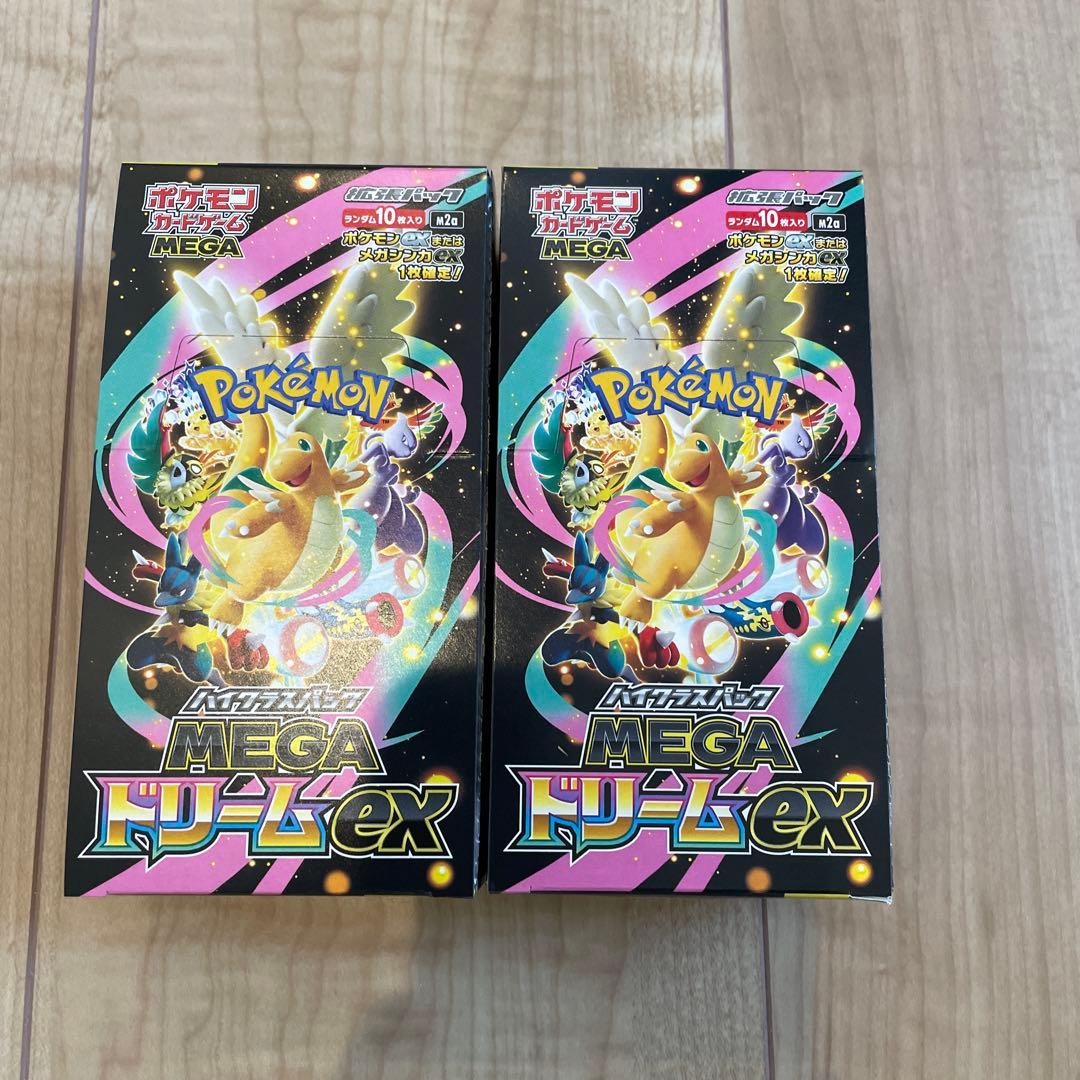 ポケモン
カードゲーム
MEGA
拡張パック
ランダム10枚入り
M2a
ポケモンexまたは
メガシンカex
1枚確定!
POKéMON
TM
ハイクラスパック
MEGA
ドリームex
ポケモン
カードゲーム
MEGA
拡張パック
ランダム10枚入り
M2a
ポケモンexまたは
メガシンカex
1枚確定!
POKéMON
TM
ハイクラスパック
MEGA
ドリームex